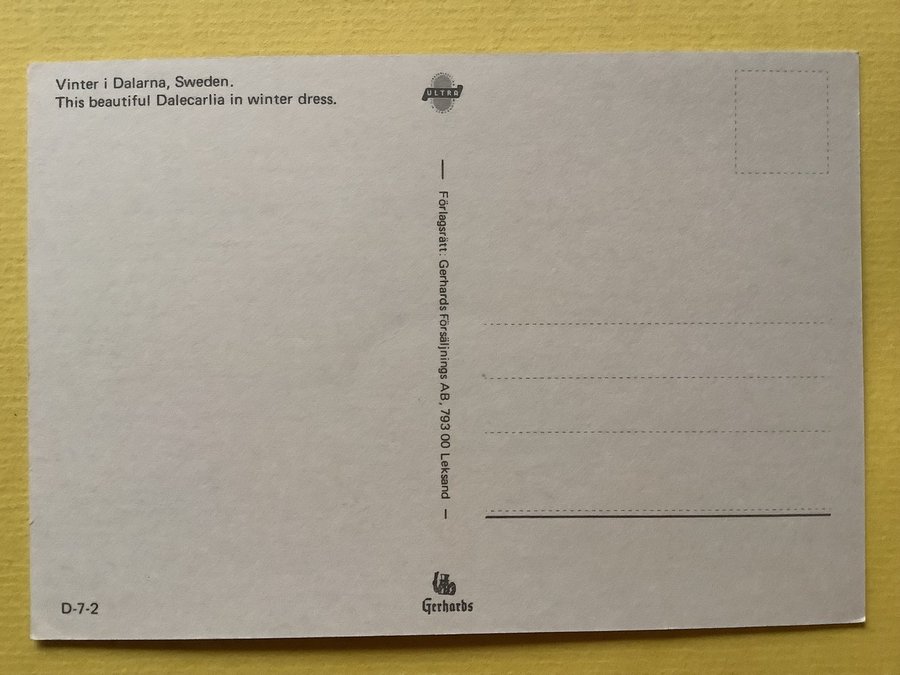 Vinter i Dalarna, Sweden.
This beautiful Dalecarlia in winter dress.
ULTRA
— Förlagsrätt: Gerhards Försäljnings AB, 793 00 Leksand —
D-7-2
Gerhards